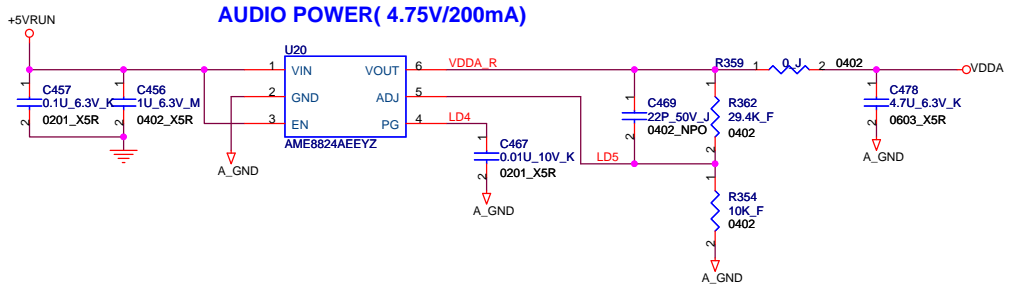 AUDIO POWER( 4.75V/200mA)
+5VRUN
U20
1 VIN
2 GND
3 EN
VOUT 6
ADJ 5
PG 4
AME8824AEEYZ
VDDA_R
LD4
LD5
1
2
C457
0.1U_6.3V_K
0201_X5R
1
2
C456
1U_6.3V_M
0402_X5R
A_GND
1
2
C467
0.01U_10V_K
0201_X5R
A_GND
1
2
C469
22P_50V_J
0402_NPO
R359 1 0_J 2 0402
1
2
R362
29.4K_F
0402
1
2
R354
10K_F
0402
A_GND
1
2
C478
4.7U_6.3V_K
0603_X5R
A_GND
VDDA